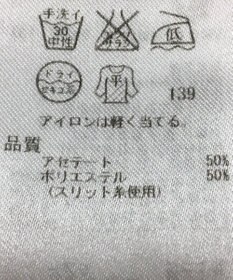 手洗イ
30
中性
エンソサラシ
低
ドライ
セキユ系
平
139
アイロンは軽く当てる。
品質
アセテート 50%
ポリエステル 50%
(スリット糸使用)